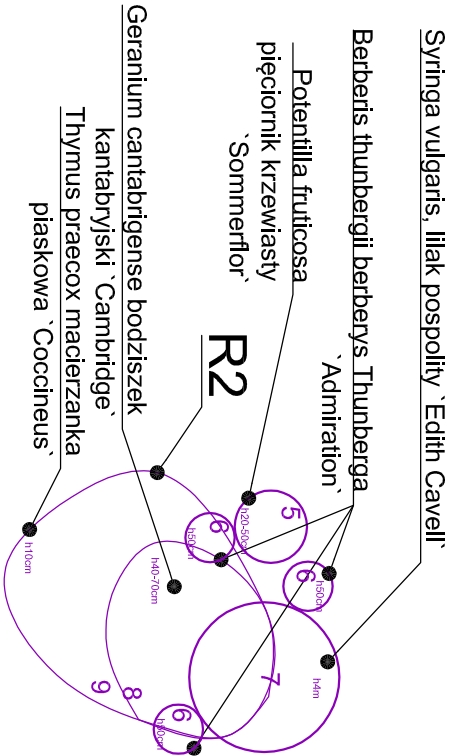 Syringa vulgaris, lilak pospolity `Edith Cavell`
Berberis thunbergii berberys Thunberga
`Admiration`
Potentilla fruticosa
pięciornik krzewiasty
`Sommerflor`
R2
Geranium cantabrigense bodziszek
kantabryjski `Cambridge`
Thymus praecox macierzanka
piaskowa `Coccineus`
5
h20-50cm
6
h50cm
6
h50cm
7
h4m
h40-70cm
8
9
h10cm
6
h50cm